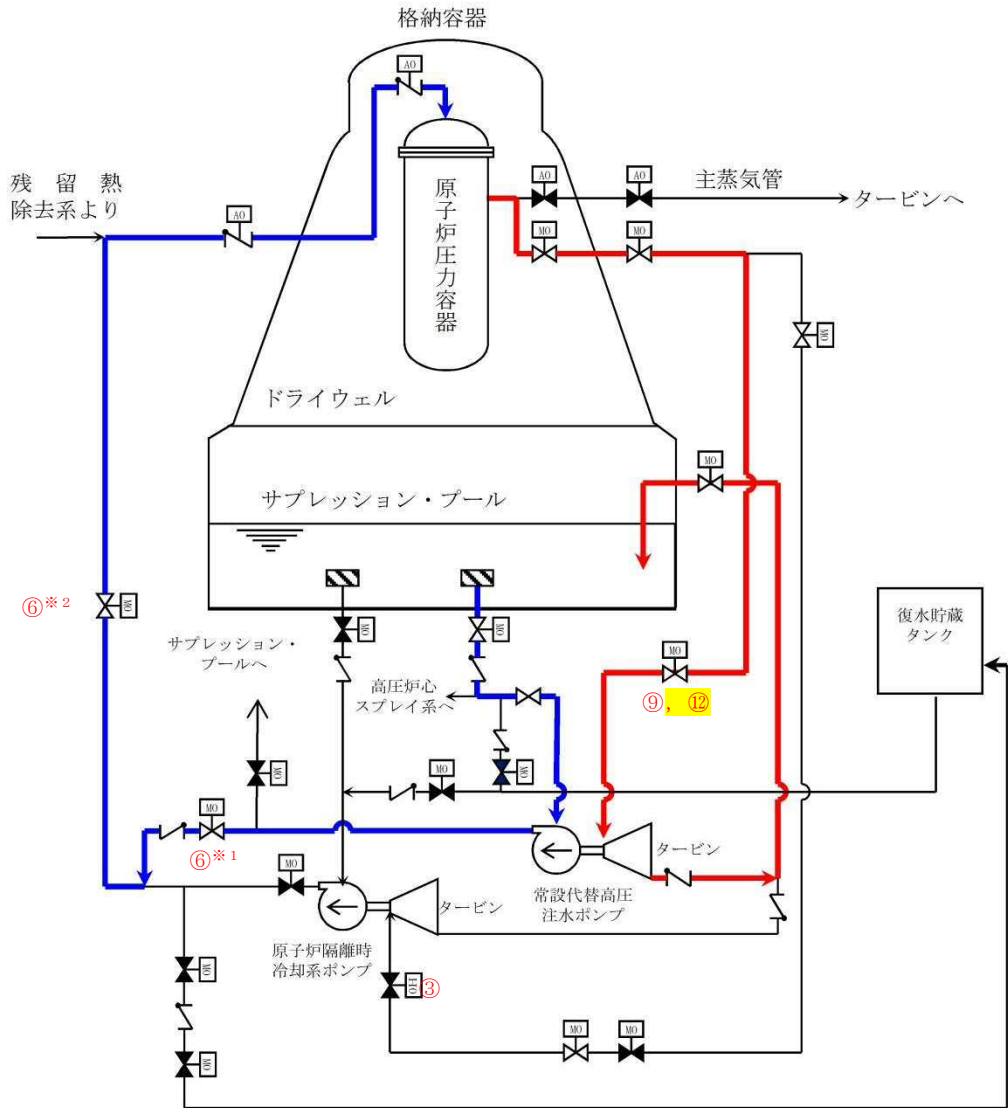 格納容器
AO
残留熱
除去系より
AO
原子炉圧力容器
AO
AO
主蒸気管
タービンへ
MO
MO
MO
ドライウェル
MO
サプレッション・プール
⑥※2
MO
MO
MO
サプレッション・
プールへ
高圧炉心
スプレイ系へ
MO
⑨, ⑫
復水貯蔵
タンク
MO
MO
MO
MO
⑥※1
タービン
常設代替高圧
注水ポンプ
MO
タービン
原子炉隔離時
冷却系ポンプ
MO
HO
③
MO
MO
MO